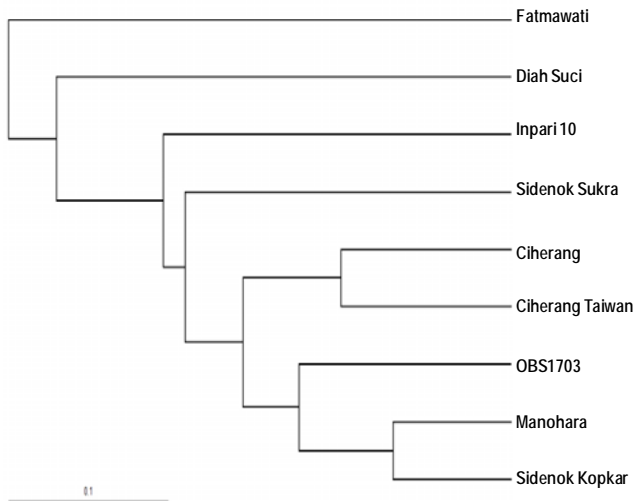 Fatmawati
Diah Suci
Inpari 10
Sidenok Sukra
Ciherang
Ciherang Taiwan
OBS1703
Manohara
Sidenok Kopkar
0.1